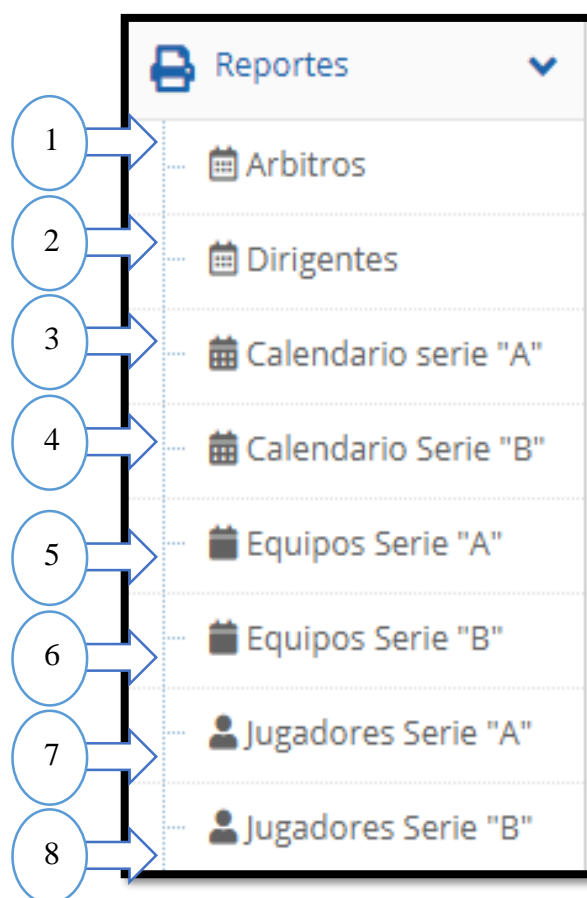 Reportes
1
Arbitros
2
Dirigentes
3
Calendario serie "A"
4
Calendario Serie "B"
5
Equipos Serie "A"
6
Equipos Serie "B"
7
Jugadores Serie "A"
8
Jugadores Serie "B"